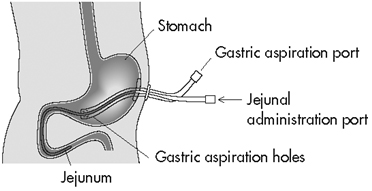 Stomach
Gastric aspiration port
Jejunal
administration port
Gastric aspiration holes
Jejunum